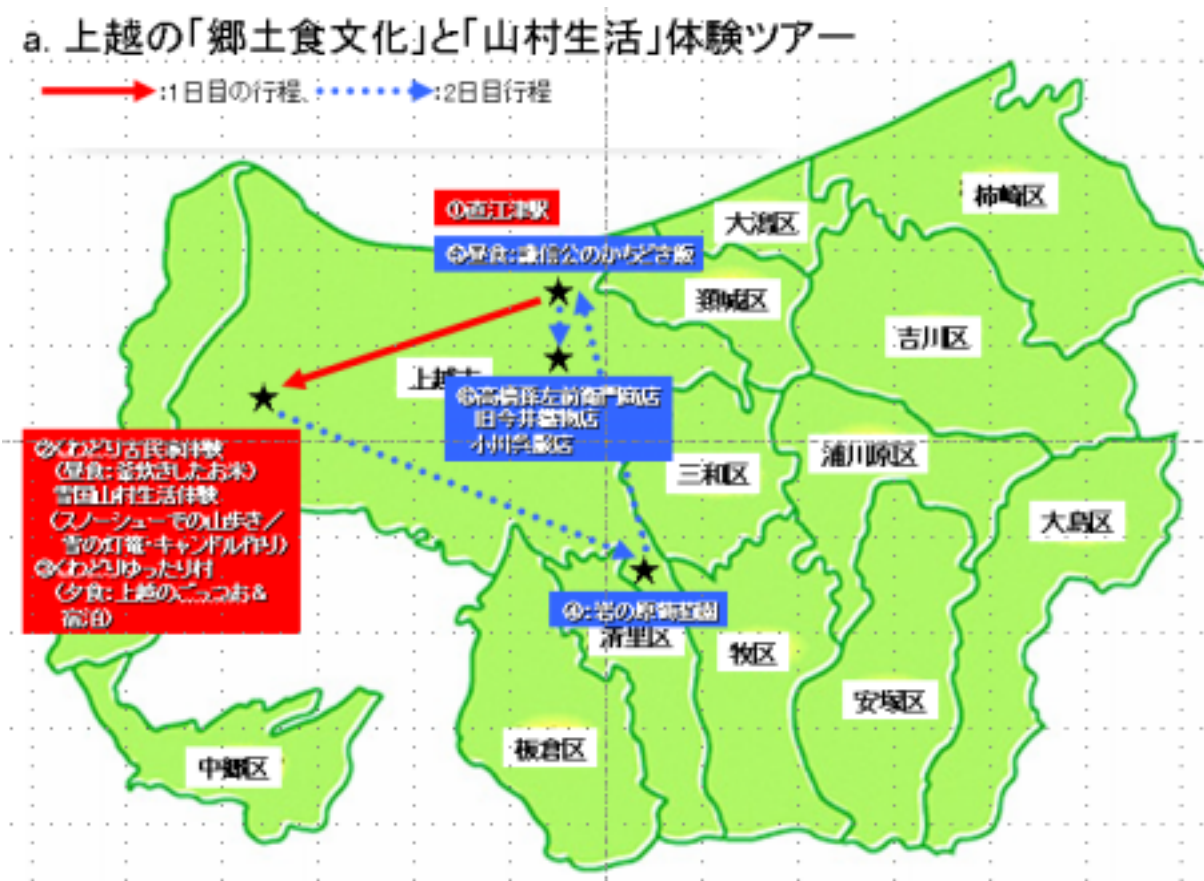 a. 上越の「郷土食文化」と「山村生活」体験ツアー
:1日目の行程、 :2日目行程
柿崎区
①直江津駅
大潟区
⑤昼食:謙信公のかちどき飯
頚城区
吉川区
上越市
⑥高橋孫左衛門商店
旧今井染物店
小川呉服店
②くわどり古民家体験
(昼食:釜炊きしたお米)
雪国山村生活体験
(スノーシューでの山歩き/
雪の灯篭・キャンドル作り)
③くわどりゆったり村
(夕食:上越のごっつお&
宿泊)
浦川原区
三和区
大島区
④:岩の原葡萄園
清里区
牧区
安塚区
板倉区
中郷区